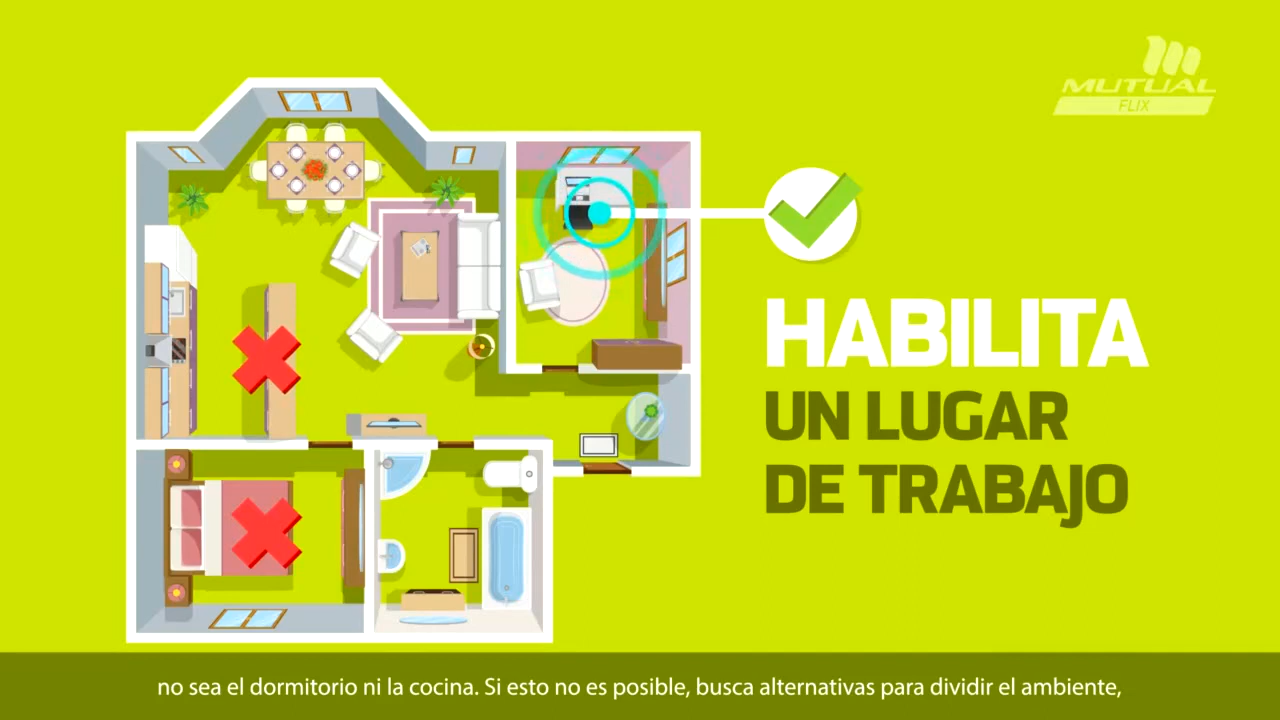 MUTUAL
FLIX
HABILITA
UN LUGAR
DE TRABAJO
no sea el dormitorio ni la cocina. Si esto no es posible, busca alternativas para dividir el ambiente,